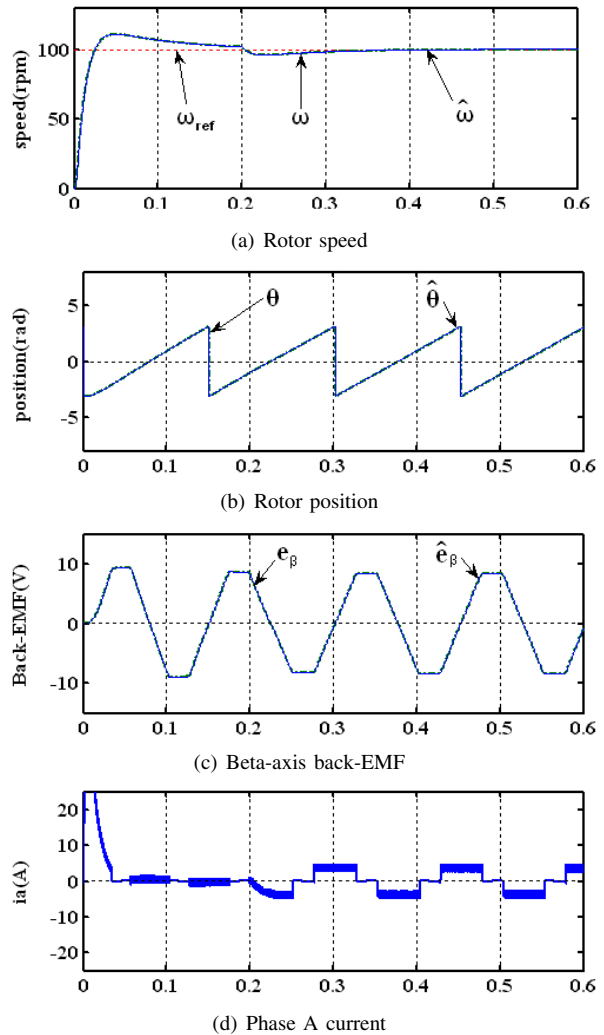 speed(rpm)
100
50
0
ω_ref
ω
ω̂
0 0.1 0.2 0.3 0.4 0.5 0.6
(a) Rotor speed
position(rad)
5
0
-5
θ
θ̂
0 0.1 0.2 0.3 0.4 0.5 0.6
(b) Rotor position
Back-EMF(V)
10
0
-10
e_β
ê_β
0 0.1 0.2 0.3 0.4 0.5 0.6
(c) Beta-axis back-EMF
ia(A)
20
10
0
-10
-20
0 0.1 0.2 0.3 0.4 0.5 0.6
(d) Phase A current